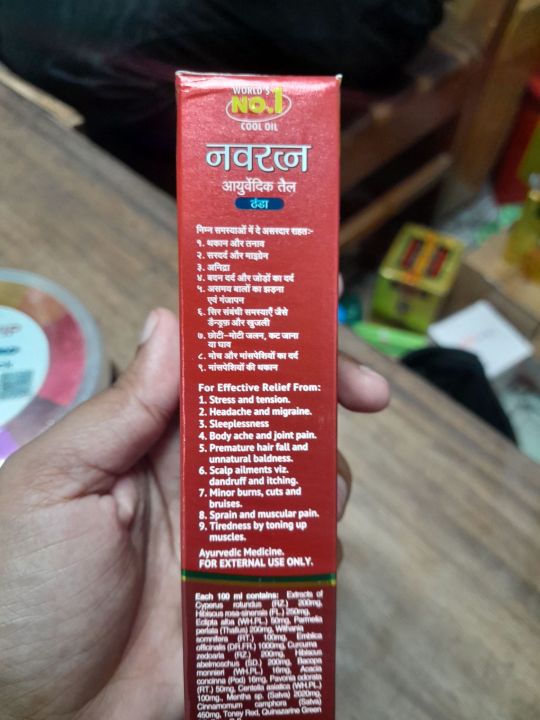 WORLD'S
No.1
COOL OIL
नवरत्न
आयुर्वेदिक तैल
ठंडा
निम्न समस्याओं में दे असरदार राहत:-
१. थकान और तनाव
२. सरदर्द और माइग्रेन
३. अनिद्रा
४. बदन दर्द और जोड़ों का दर्द
५. असमय बालों का झड़ना
एवं गंजापन
६. सिर संबंधी समस्याएँ जैसे
डैन्ड्रफ और खुजली
७. छोटी-मोटी जलन, कट जाना
या घाव
८. मोच और मांसपेशियों का दर्द
९. मांसपेशियों की थकान
For Effective Relief From:
1. Stress and tension.
2. Headache and migraine.
3. Sleeplessness
4. Body ache and joint pain.
5. Premature hair fall and
unnatural baldness.
6. Scalp ailments viz.
dandruff and itching.
7. Minor burns, cuts and
bruises.
8. Sprain and muscular pain.
9. Tiredness by toning up
muscles.
Ayurvedic Medicine.
FOR EXTERNAL USE ONLY.
Each 100 ml contains: Extracts of
Cyperus rotundus (RZ.) 200mg,
Hibiscus rosa-sinensis (FL.) 250mg,
Eclipta alba (WH.PL.) 50mg, Parmelia
perlata (Thallus) 200mg, Withania
somnifera (RT.) 100mg, Emblica
officinalis (DR.FR.) 1000mg, Curcuma
zedoaria (RZ.) 200mg, Hibiscus
abelmoschus (SD.) 200mg, Bacopa
monnieri (WH.PL.) 16mg, Acacia
concinna (Pod) 16mg, Pavonia odorata
(RT.) 50mg, Centella asiatica (WH.PL.)
100mg., Mentha sp. (Satva) 2020mg,
Cinnamomum camphora (Satva)
450mg, Toney Red, Quinazarine Green